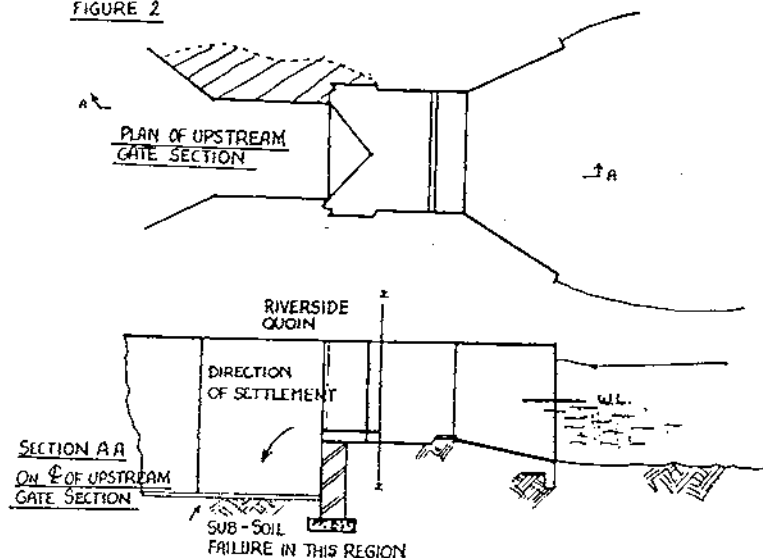 FIGURE 2
A
PLAN OF UPSTREAM
GATE SECTION
A
RIVERSIDE
QUOIN
DIRECTION
OF SETTLEMENT
W.L.
SECTION AA
ON ℄ OF UPSTREAM
GATE SECTION
SUB-SOIL
FAILURE IN THIS REGION